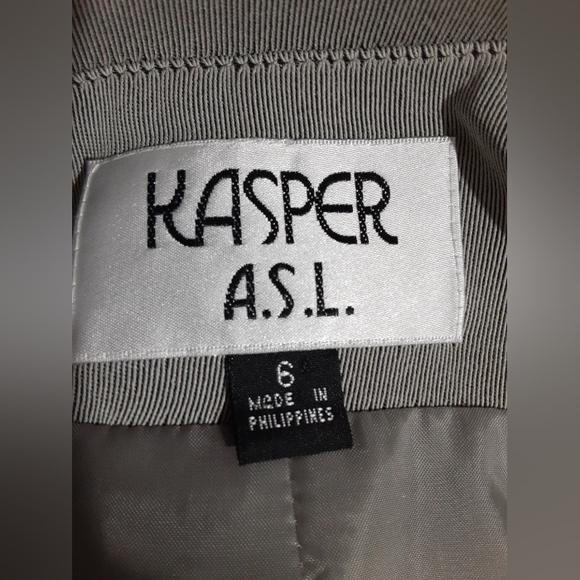 KASPER
A.S.L.
6
MADE IN
PHILIPPINES